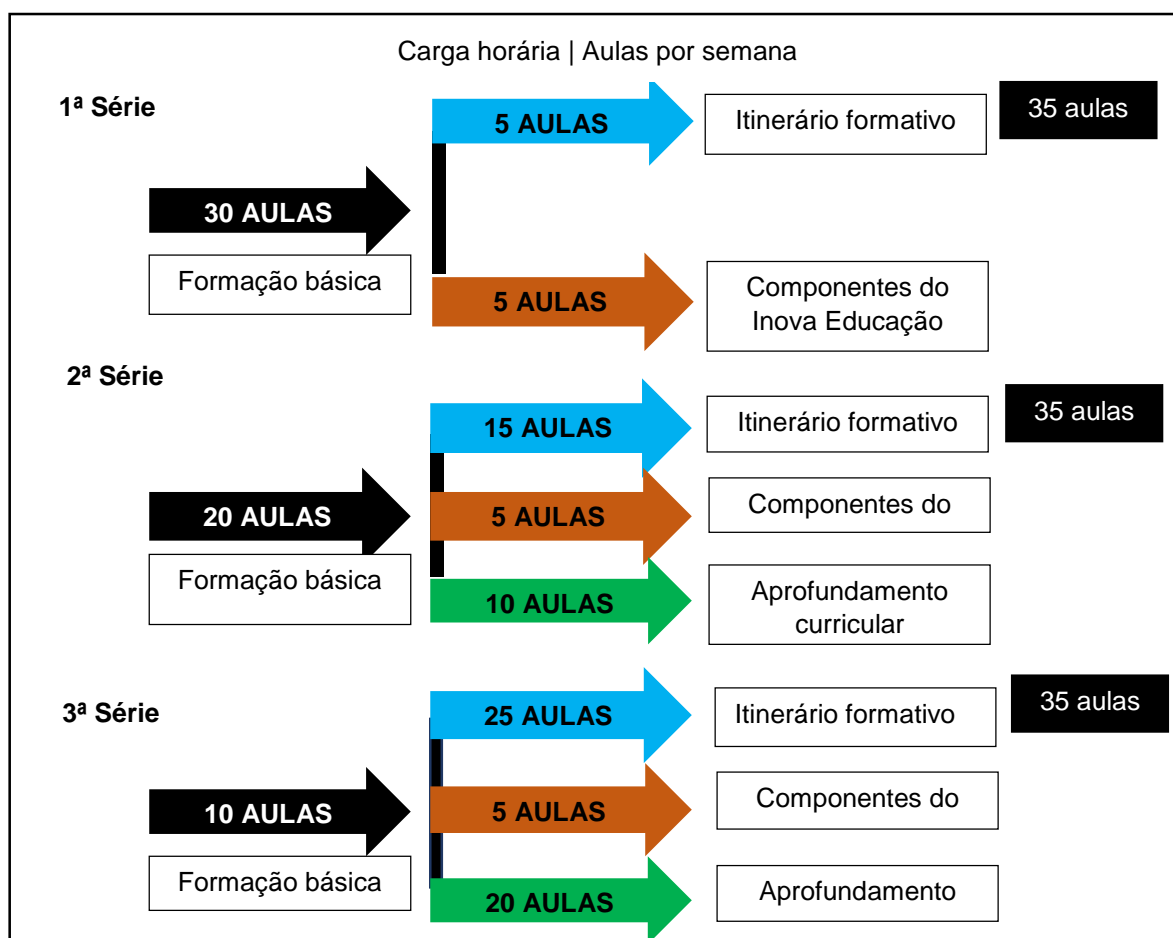 Carga horária | Aulas por semana
1ª Série
5 AULAS
Itinerário formativo
35 aulas
30 AULAS
Formação básica
5 AULAS
Componentes do
Inova Educação
2ª Série
15 AULAS
Itinerário formativo
35 aulas
20 AULAS
Formação básica
5 AULAS
Componentes do
10 AULAS
Aprofundamento
curricular
3ª Série
25 AULAS
Itinerário formativo
35 aulas
10 AULAS
Formação básica
5 AULAS
Componentes do
20 AULAS
Aprofundamento